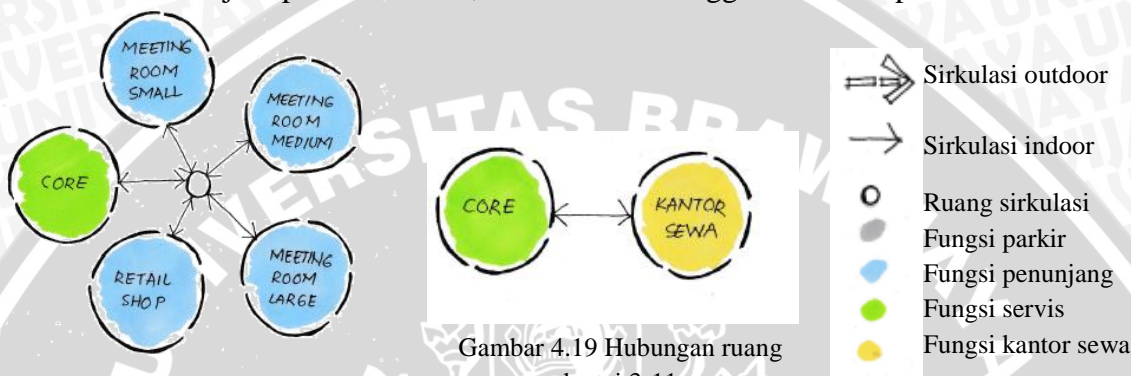 MEETING
ROOM
SMALL
MEETING
ROOM
MEDIUM
CORE
RETAIL
SHOP
MEETING
ROOM
LARGE
CORE
KANTOR
SEWA
Gambar 4.19 Hubungan ruang
Sirkulasi outdoor
Sirkulasi indoor
Ruang sirkulasi
Fungsi parkir
Fungsi penunjang
Fungsi servis
Fungsi kantor sewa